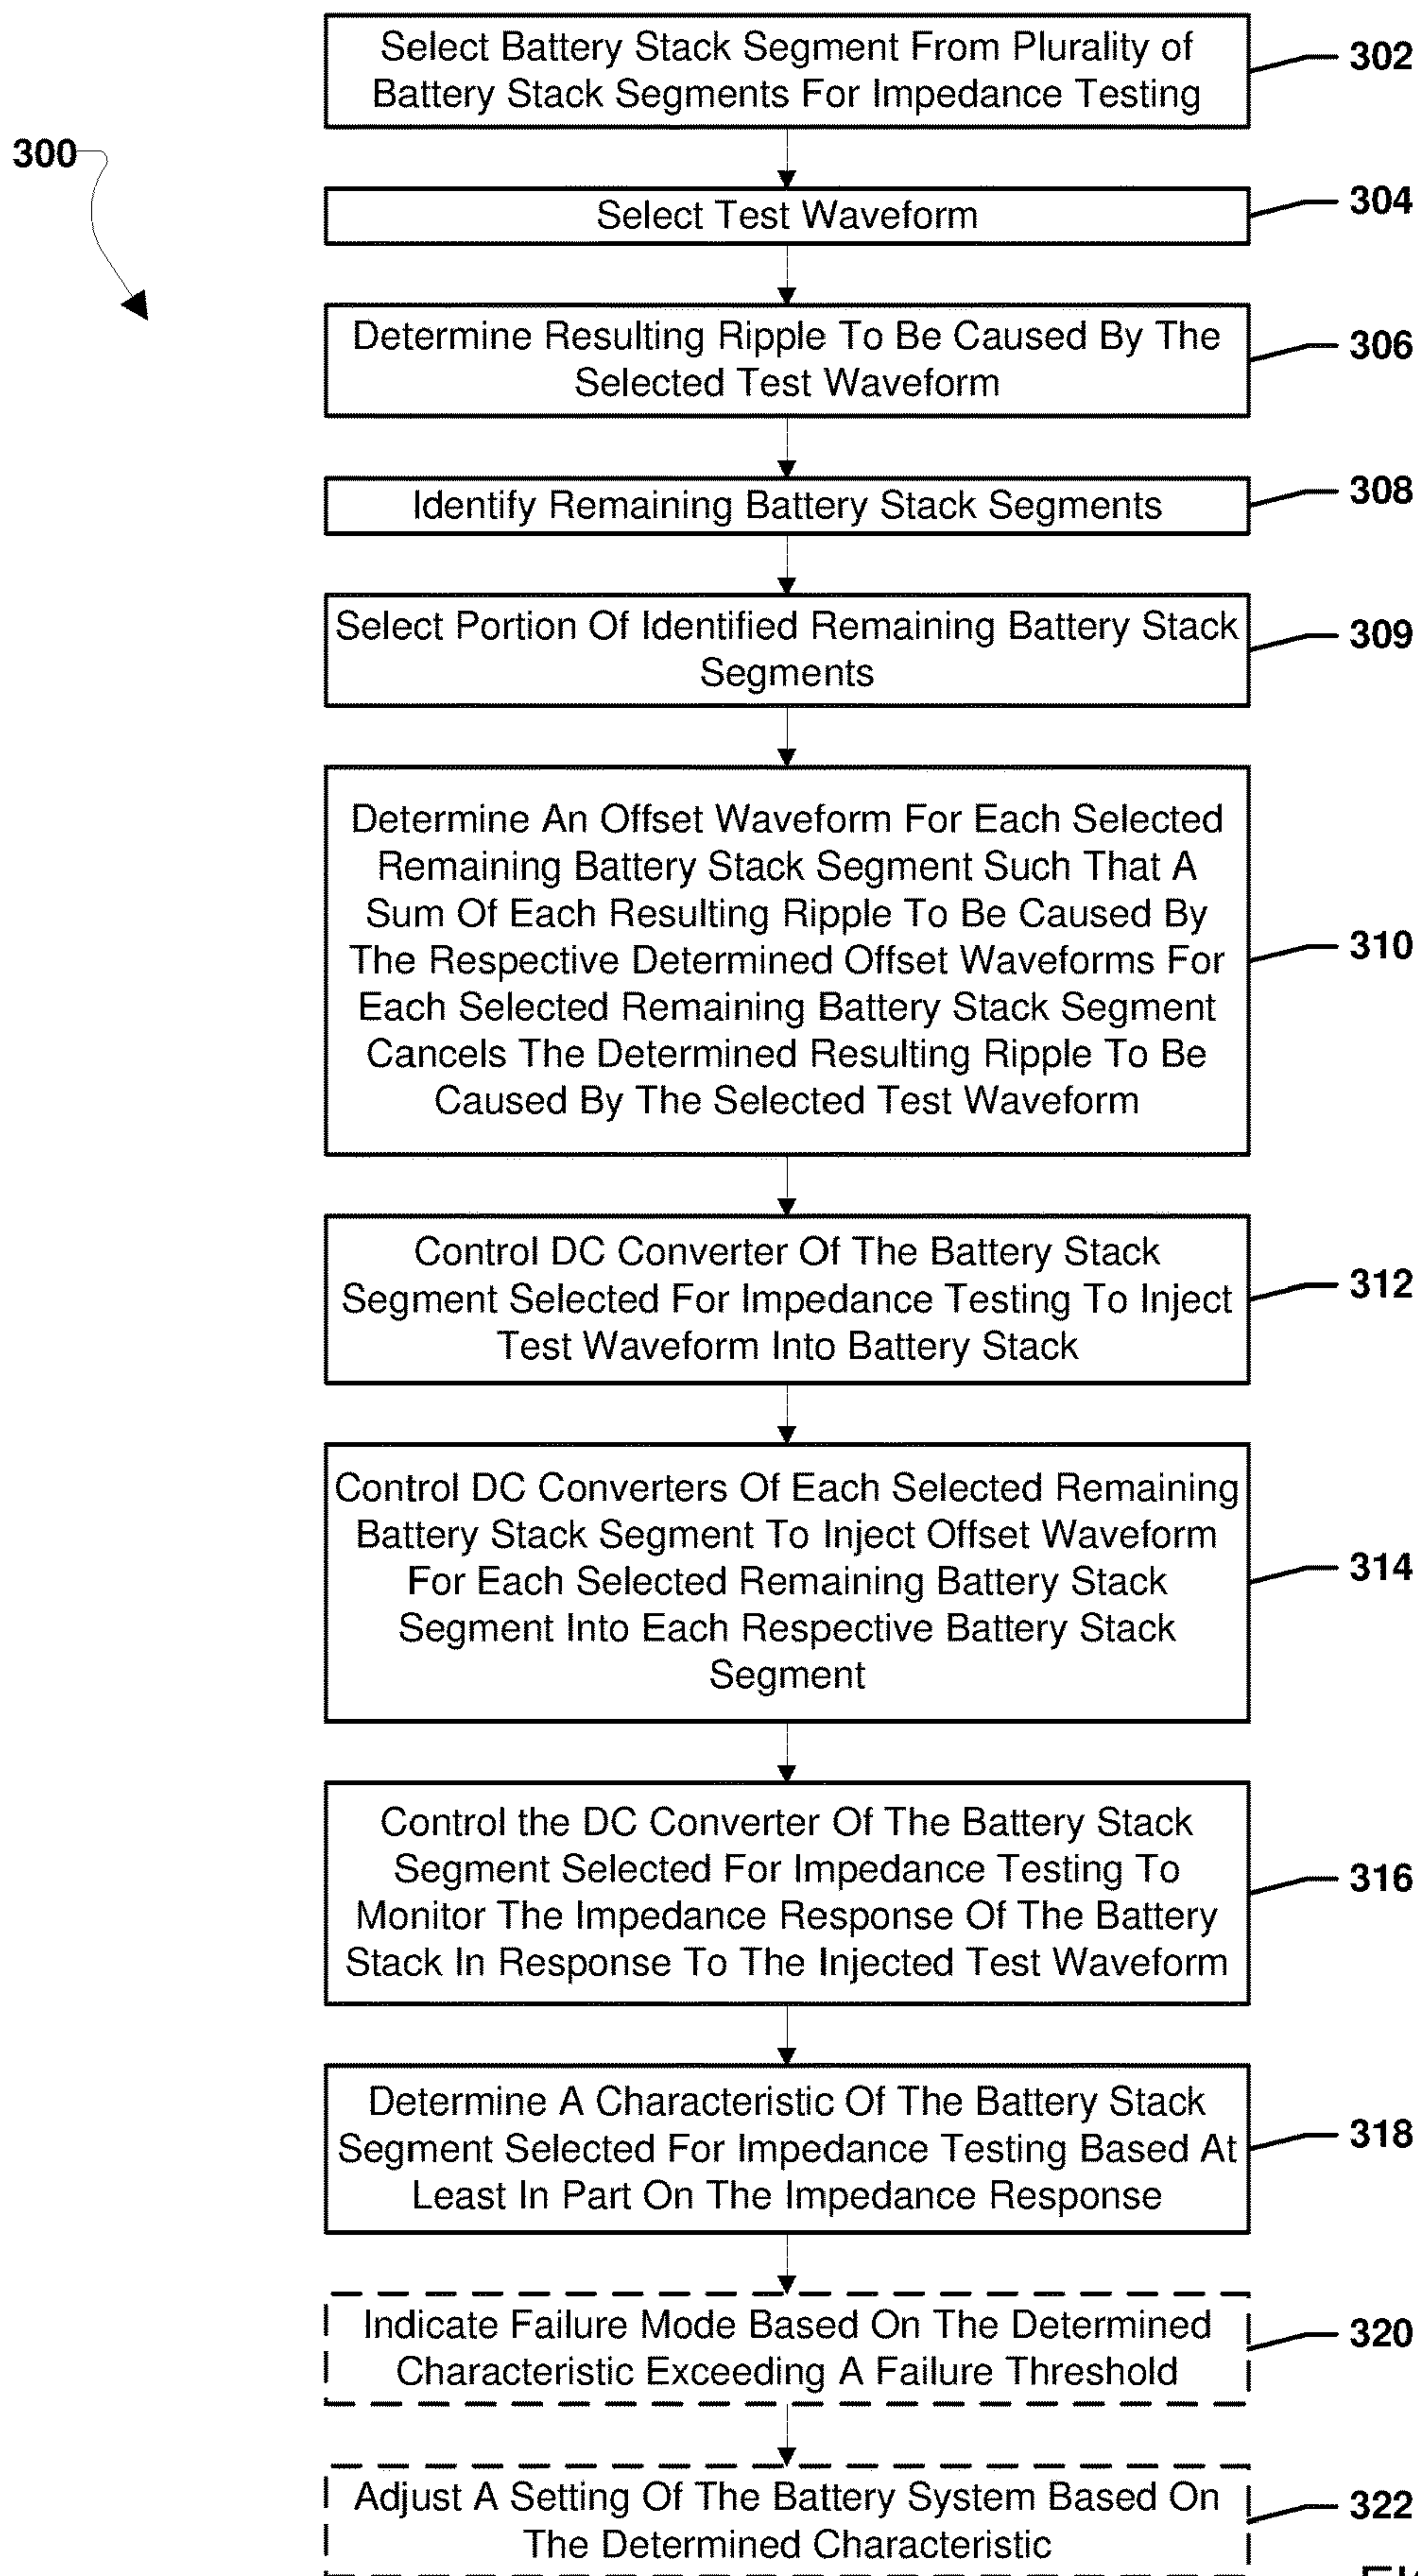 Select Battery Stack Segment From Plurality of
Battery Stack Segments For Impedance Testing
302
300
Select Test Waveform
304
Determine Resulting Ripple To Be Caused By The
Selected Test Waveform
306
Identify Remaining Battery Stack Segments
308
Select Portion Of Identified Remaining Battery Stack
Segments
309
Determine An Offset Waveform For Each Selected
Remaining Battery Stack Segment Such That A
Sum Of Each Resulting Ripple To Be Caused By
The Respective Determined Offset Waveforms For
Each Selected Remaining Battery Stack Segment
Cancels The Determined Resulting Ripple To Be
Caused By The Selected Test Waveform
310
Control DC Converter Of The Battery Stack
Segment Selected For Impedance Testing To Inject
Test Waveform Into Battery Stack
312
Control DC Converters Of Each Selected Remaining
Battery Stack Segment To Inject Offset Waveform
For Each Selected Remaining Battery Stack
Segment Into Each Respective Battery Stack
Segment
314
Control the DC Converter Of The Battery Stack
Segment Selected For Impedance Testing To
Monitor The Impedance Response Of The Battery
Stack In Response To The Injected Test Waveform
316
Determine A Characteristic Of The Battery Stack
Segment Selected For Impedance Testing Based At
Least In Part On The Impedance Response
318
Indicate Failure Mode Based On The Determined
Characteristic Exceeding A Failure Threshold
320
Adjust A Setting Of The Battery System Based On
The Determined Characteristic
322